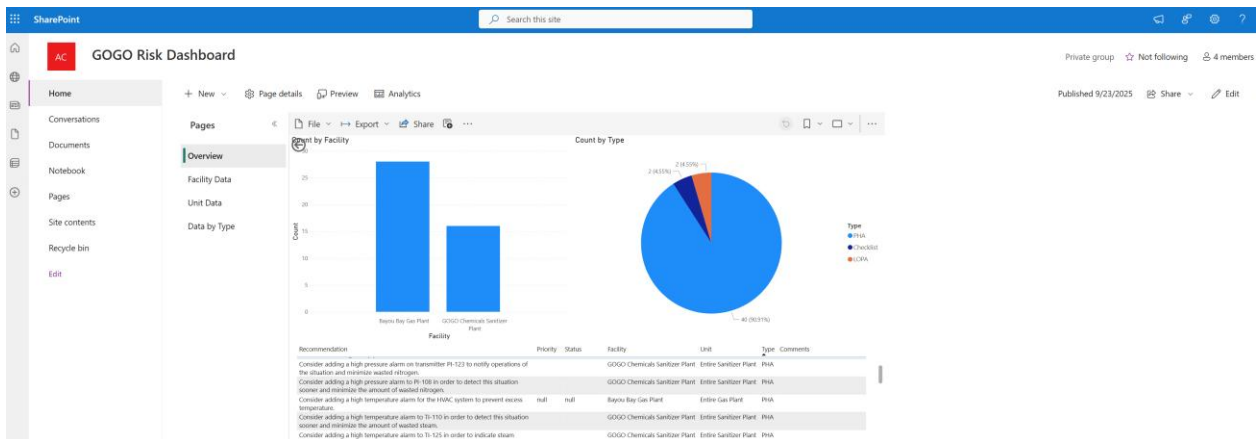 SharePoint
Search this site
?
AC
GOGO Risk Dashboard
Private group
Not following
4 members
Home
Conversations
Documents
Notebook
Pages
Site contents
Recycle bin
Edit
New
Page details
Preview
Analytics
Published 9/23/2025
Share
Edit
Pages
Overview
Facility Data
Unit Data
Data by Type
File
Export
Share
Count by Facility
30
25
20
15
10
5
0
Count
Bayou Bay Gas Plant
GOGO Chemicals Sanitizer
Plant
Facility
Count by Type
2 (4.55%)
2 (4.55%)
40 (90.91%)
Type
PHA
Checklist
LOPA
Recommendation Priority Status Facility Unit Type Comments
Consider adding a high pressure alarm on transmitter PI-123 to notify operations of GOGO Chemicals Sanitizer Plant Entire Sanitizer Plant PHA
the situation and minimize wasted nitrogen.
Consider adding a high pressure alarm to PI-108 in order to detect this situation GOGO Chemicals Sanitizer Plant Entire Sanitizer Plant PHA
sooner and minimize the amount of wasted nitrogen.
Consider adding a high temperature alarm for the HVAC system to prevent excess null null Bayou Bay Gas Plant Entire Gas Plant PHA
temperature.
Consider adding a high temperature alarm to TI-110 in order to detect this situation GOGO Chemicals Sanitizer Plant Entire Sanitizer Plant PHA
sooner and minimize the amount of wasted steam.
Consider adding a high temperature alarm to TI-125 in order to indicate steam GOGO Chemicals Sanitizer Plant Entire Sanitizer Plant PHA